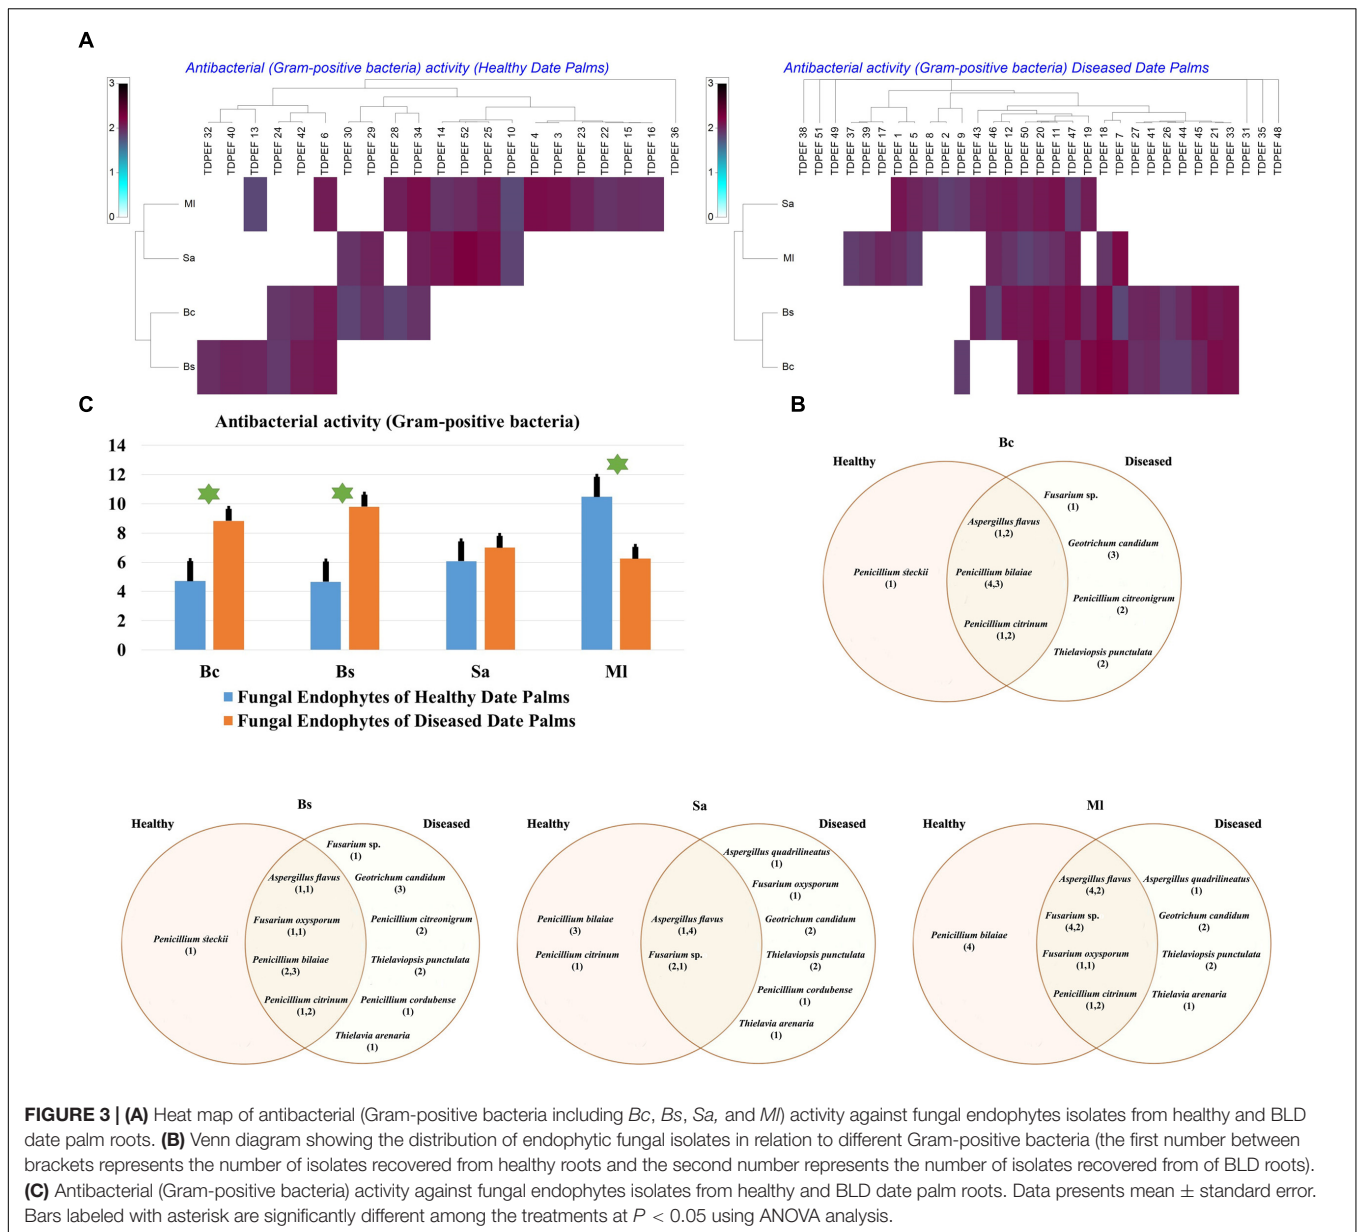 A
Antibacterial (Gram-positive bacteria) activity (Healthy Date Palms)
3
2
1
0
TDPEF 32
TDPEF 40
TDPEF 13
TDPEF 24
TDPEF 42
TDPEF 6
TDPEF 30
TDPEF 29
TDPEF 28
TDPEF 34
TDPEF 14
TDPEF 52
TDPEF 25
TDPEF 10
TDPEF 4
TDPEF 3
TDPEF 23
TDPEF 22
TDPEF 15
TDPEF 16
TDPEF 36
Ml
Sa
Bc
Bs
Antibacterial activity (Gram-positive bacteria) Diseased Date Palms
3
2
1
0
TDPEF 38
TDPEF 51
TDPEF 49
TDPEF 37
TDPEF 39
TDPEF 17
TDPEF 1
TDPEF 5
TDPEF 8
TDPEF 2
TDPEF 9
TDPEF 43
TDPEF 46
TDPEF 12
TDPEF 50
TDPEF 20
TDPEF 11
TDPEF 47
TDPEF 19
TDPEF 18
TDPEF 7
TDPEF 27
TDPEF 41
TDPEF 26
TDPEF 44
TDPEF 45
TDPEF 21
TDPEF 33
TDPEF 31
TDPEF 35
TDPEF 48
Sa
Ml
Bs
Bc
C
Antibacterial activity (Gram-positive bacteria)
14
12
10
8
6
4
2
0
Bc Bs Sa Ml
Fungal Endophytes of Healthy Date Palms
Fungal Endophytes of Diseased Date Palms
B
Bc
Healthy
Diseased
Penicillium steckii
(1)
Aspergillus flavus
(1,2)
Penicillium bilaiae
(4,3)
Penicillium citrinum
(1,2)
Fusarium sp.
(1)
Geotrichum candidum
(3)
Penicillium citreonigrum
(2)
Thielaviopsis punctulata
(2)
Bs
Healthy
Diseased
Penicillium steckii
(1)
Aspergillus flavus
(1,1)
Fusarium oxysporum
(1,1)
Penicillium bilaiae
(2,3)
Penicillium citrinum
(1,2)
Fusarium sp.
(1)
Geotrichum candidum
(3)
Penicillium citreonigrum
(2)
Thielaviopsis punctulata
(2)
Penicillium cordubense
(1)
Thielavia arenaria
(1)
Sa
Healthy
Diseased
Penicillium bilaiae
(3)
Penicillium citrinum
(1)
Aspergillus flavus
(1,4)
Fusarium sp.
(2,1)
Aspergillus quadrilineatus
(1)
Fusarium oxysporum
(1)
Geotrichum candidum
(2)
Thielaviopsis punctulata
(2)
Penicillium cordubense
(1)
Thielavia arenaria
(1)
Ml
Healthy
Diseased
Penicillium bilaiae
(4)
Aspergillus flavus
(4,2)
Fusarium sp.
(4,2)
Fusarium oxysporum
(1,1)
Penicillium citrinum
(1,2)
Aspergillus quadrilineatus
(1)
Geotrichum candidum
(2)
Thielaviopsis punctulata
(2)
Thielavia arenaria
(1)
FIGURE 3 | (A) Heat map of antibacterial (Gram-positive bacteria including Bc, Bs, Sa, and Ml) activity against fungal endophytes isolates from healthy and BLD
date palm roots. (B) Venn diagram showing the distribution of endophytic fungal isolates in relation to different Gram-positive bacteria (the first number between
brackets represents the number of isolates recovered from healthy roots and the second number represents the number of isolates recovered from of BLD roots).
(C) Antibacterial (Gram-positive bacteria) activity against fungal endophytes isolates from healthy and BLD date palm roots. Data presents mean ± standard error.
Bars labeled with asterisk are significantly different among the treatments at P < 0.05 using ANOVA analysis.